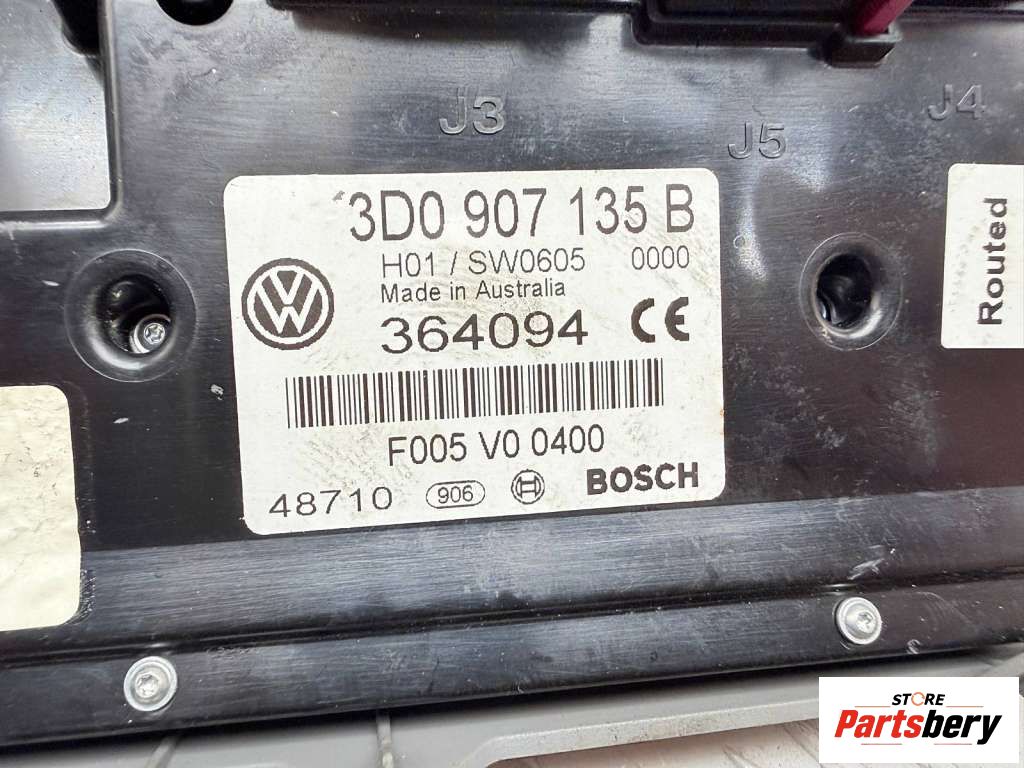 J3
J5
J4
3D0 907 135 B
H01 / SW0605 0000
Made in Australia
364094 CE
F005 V0 0400
48710 906 BOSCH
Routed
STORE
Partsbery